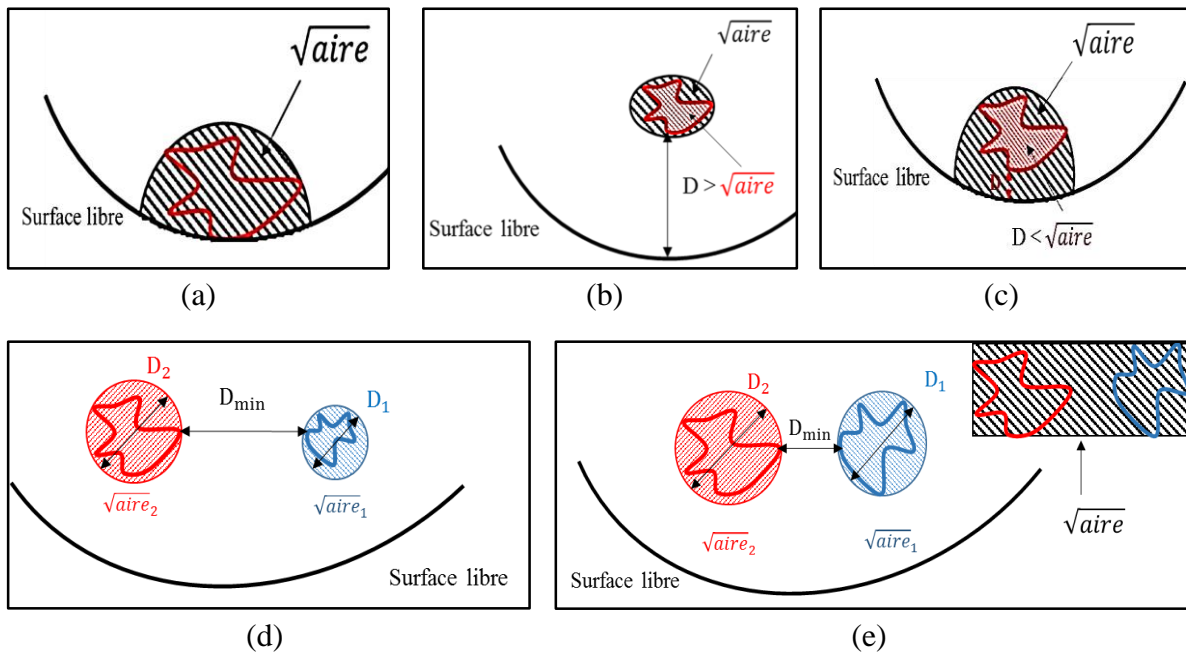 √aire
Surface libre
(a)
√aire
D > √aire
Surface libre
(b)
√aire
Surface libre
D
D < √aire
(c)
D₂
D₁
Dₘᵢₙ
√aire₂
√aire₁
Surface libre
(d)
D₂
D₁
Dₘᵢₙ
√aire₂
√aire₁
√aire
Surface libre
(e)